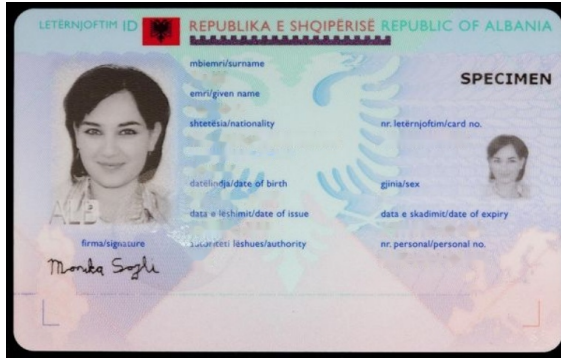 LETËRNJOFTIM ID REPUBLIKA E SHQIPËRISË REPUBLIC OF ALBANIA
mbiemri/surname
SPECIMEN
emri/given name
shtetësia/nationality nr. letërnjoftim/card no.
datëlindja/date of birth gjinia/sex
data e lëshimit/date of issue data e skadimit/date of expiry
firma/signature autoriteti lëshues/authority nr. personal/personal no.
Monika